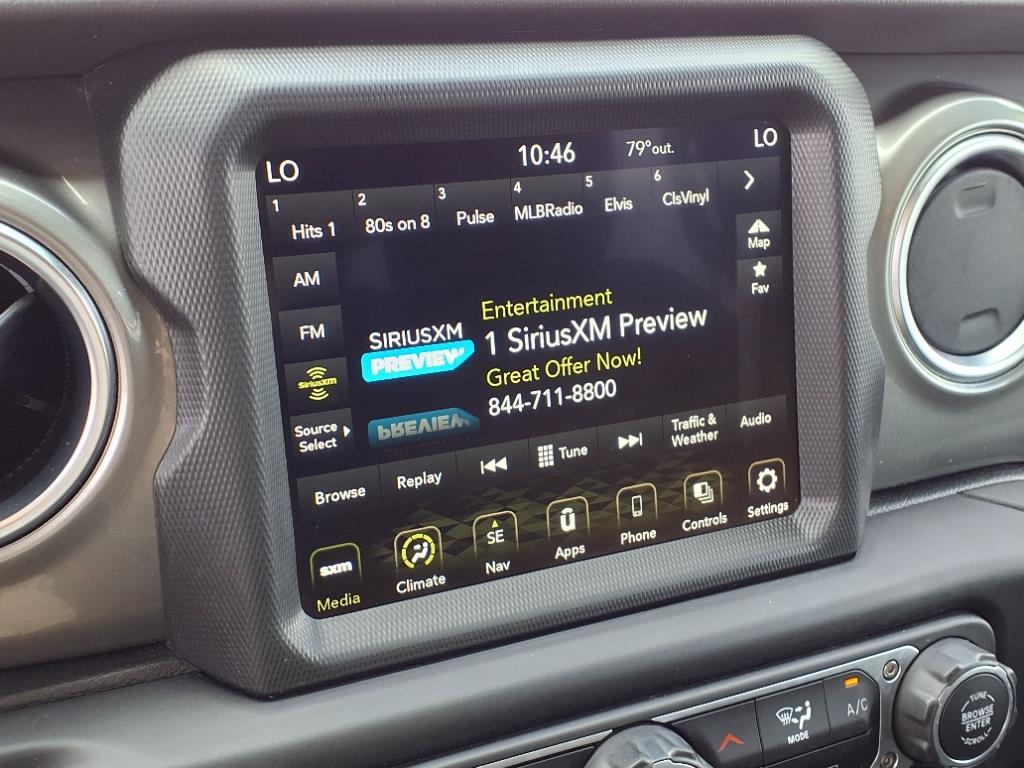 LO 10:46 79°out. LO
1 Hits 1 2 80s on 8 3 Pulse 4 MLBRadio 5 Elvis 6 ClsVinyl
Map
AM
Fav
Entertainment
FM
SIRIUSXM 1 SiriusXM Preview
PREVIEW
SiriusXM
Great Offer Now!
844-711-8800
PREVIEW
Source
Select
Browse Replay Tune Traffic &
Weather Audio
sxm SE
Media Climate Nav Apps Phone Controls Settings
MODE A/C
TUNE
BROWSE
ENTER
SCROLL